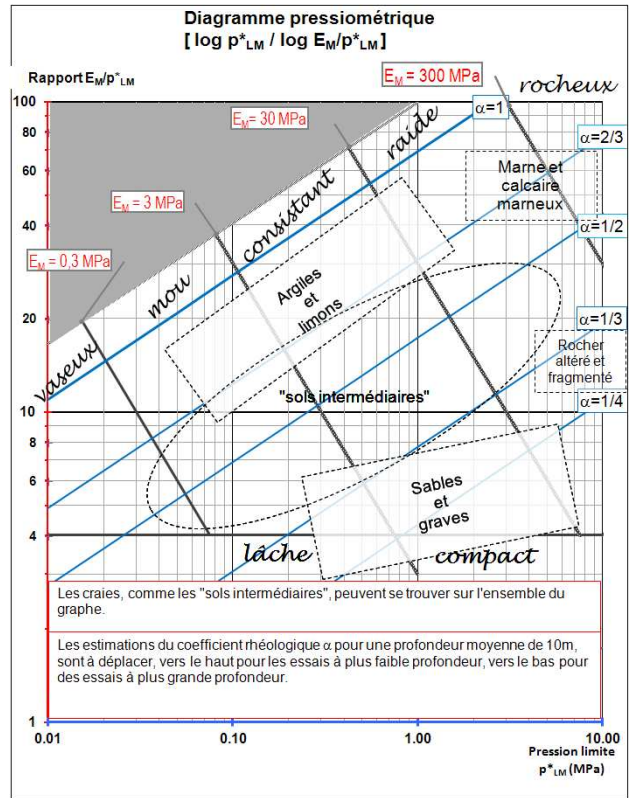 Diagramme pressiométrique
[ log p*LM / log EM/p*LM ]
Rapport EM/p*LM
EM = 300 MPa
rocheux
100
80
60
40
20
10
8
6
4
1
EM = 30 MPa
raide
α=1
α=2/3
Marne et
calcaire
marneux
EM = 3 MPa
consistant
α=1/2
EM = 0,3 MPa
mou
Argiles
et
limons
vaseux
α=1/3
Rocher
altéré et
fragmenté
"sols intermédiaires"
α=1/4
Sables
et
graves
lâche
compact
Les craies, comme les "sols intermédiaires", peuvent se trouver sur l'ensemble du
graphe.
Les estimations du coefficient rhéologique α pour une profondeur moyenne de 10m,
sont à déplacer, vers le haut pour les essais à plus faible profondeur, vers le bas pour
des essais à plus grande profondeur.
0.01
0.10
1.00
10.00
Pression limite
p*LM (MPa)